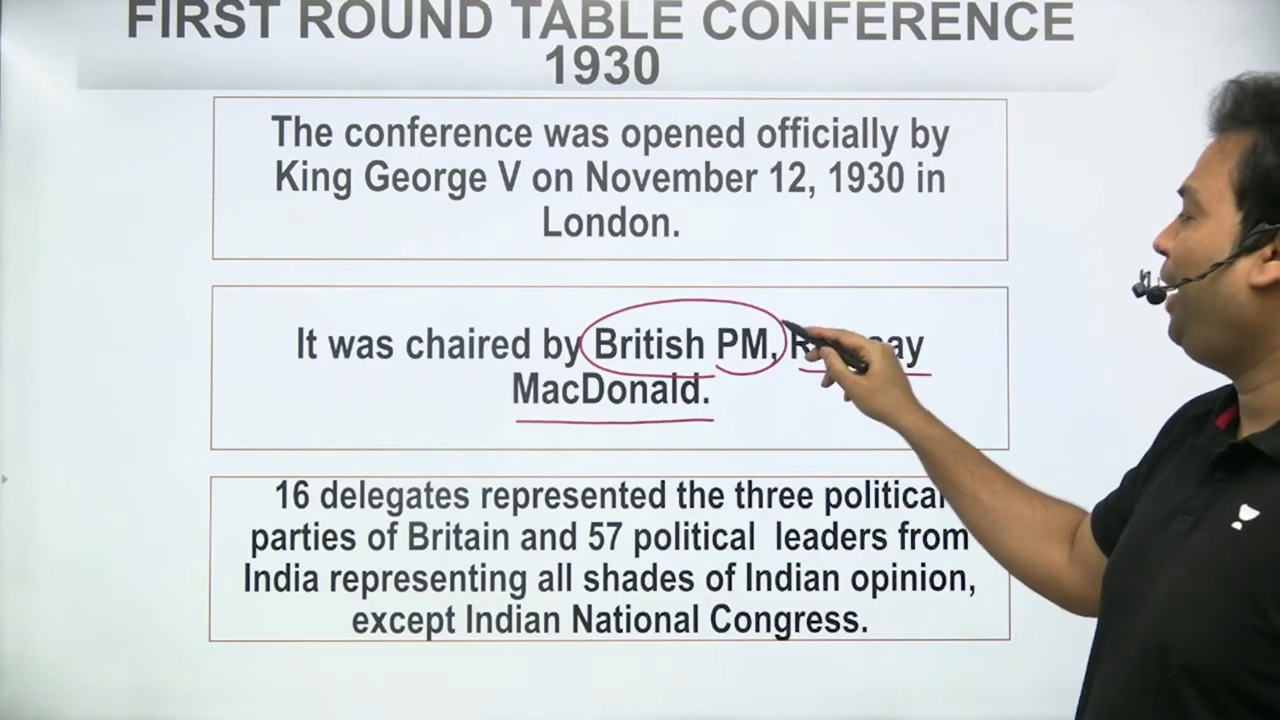 FIRST ROUND TABLE CONFERENCE
1930
The conference was opened officially by
King George V on November 12, 1930 in
London.
It was chaired by British PM,
MacDonald.
16 delegates represented the three political
parties of Britain and 57 political leaders from
India representing all shades of Indian opinion,
except Indian National Congress.